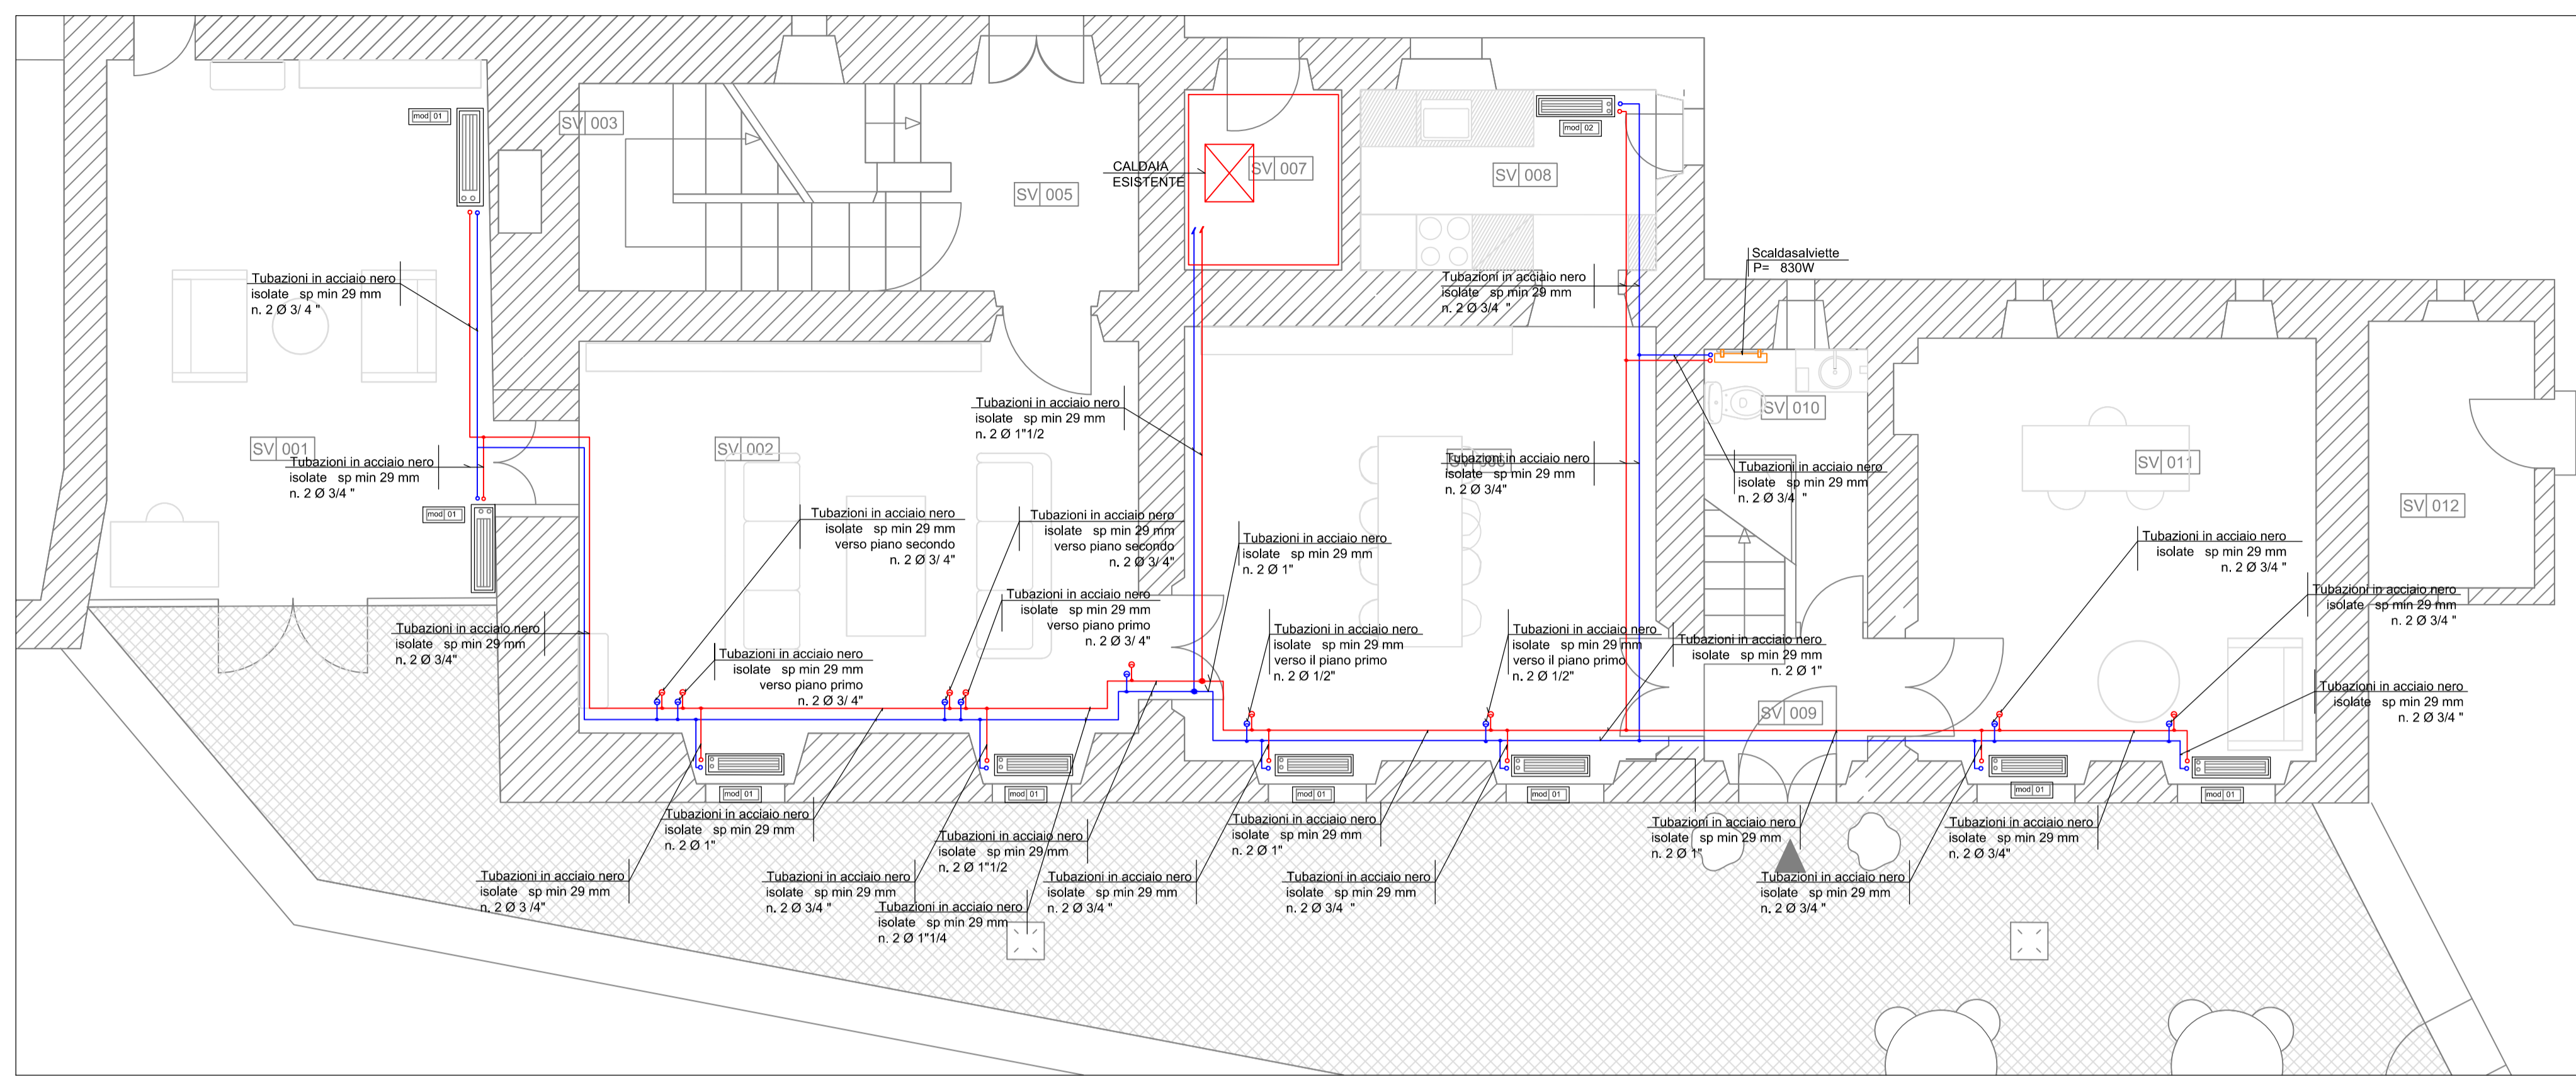 mod 01
SV 003
CALDAIA
ESISTENTE
SV 007
mod 02
SV 008
SV 005
Tubazioni in acciaio nero
isolate sp min 29 mm
n. 2 Ø 3/ 4 "
Tubazioni in acciaio nero
isolate sp min 29 mm
n. 2 Ø 3/4 "
Scaldasalviette
P= 830W
SV 001
Tubazioni in acciaio nero
isolate sp min 29 mm
n. 2 Ø 3/4 "
mod 01
SV 002
Tubazioni in acciaio nero
isolate sp min 29 mm
n. 2 Ø 1"1/2
Tubazioni in acciaio nero
isolate sp min 29 mm
n. 2 Ø 3/4"
SV
SV 010
Tubazioni in acciaio nero
isolate sp min 29 mm
n. 2 Ø 3/4 "
SV 011
SV 012
Tubazioni in acciaio nero
isolate sp min 29 mm
verso piano secondo
n. 2 Ø 3/ 4"
Tubazioni in acciaio nero
isolate sp min 29 mm
verso piano secondo
n. 2 Ø 3/ 4"
Tubazioni in acciaio nero
isolate sp min 29 mm
n. 2 Ø 1"
Tubazioni in acciaio nero
isolate sp min 29 mm
n. 2 Ø 3/4 "
Tubazioni in acciaio nero
isolate sp min 29 mm
n. 2 Ø 3/4 "
Tubazioni in acciaio nero
isolate sp min 29 mm
verso piano primo
n. 2 Ø 3/ 4"
Tubazioni in acciaio nero
isolate sp min 29 mm
n. 2 Ø 3/4"
Tubazioni in acciaio nero
isolate sp min 29 mm
verso piano primo
n. 2 Ø 3/ 4"
Tubazioni in acciaio nero
isolate sp min 29 mm
verso il piano primo
n. 2 Ø 1/2"
Tubazioni in acciaio nero
isolate sp min 29 mm
verso il piano primo
n. 2 Ø 1/2"
Tubazioni in acciaio nero
isolate sp min 29 mm
n. 2 Ø 1"
Tubazioni in acciaio nero
isolate sp min 29 mm
n. 2 Ø 3/4 "
SV 009
mod 01
mod 01
mod 01
mod 01
mod 01
mod 01
Tubazioni in acciaio nero
isolate sp min 29 mm
n. 2 Ø 1"
Tubazioni in acciaio nero
isolate sp min 29 mm
n. 2 Ø 1"1/2
Tubazioni in acciaio nero
isolate sp min 29 mm
n. 2 Ø 1"
Tubazioni in acciaio nero
isolate sp min 29 mm
n. 2 Ø 1"
Tubazioni in acciaio nero
isolate sp min 29 mm
n. 2 Ø 3/4"
Tubazioni in acciaio nero
isolate sp min 29 mm
n. 2 Ø 3 /4"
Tubazioni in acciaio nero
isolate sp min 29 mm
n. 2 Ø 3/4 "
Tubazioni in acciaio nero
isolate sp min 29 mm
n. 2 Ø 1"1/4
Tubazioni in acciaio nero
isolate sp min 29 mm
n. 2 Ø 3/4 "
Tubazioni in acciaio nero
isolate sp min 29 mm
n. 2 Ø 3/4 "
Tubazioni in acciaio nero
isolate sp min 29 mm
n. 2 Ø 3/4 "